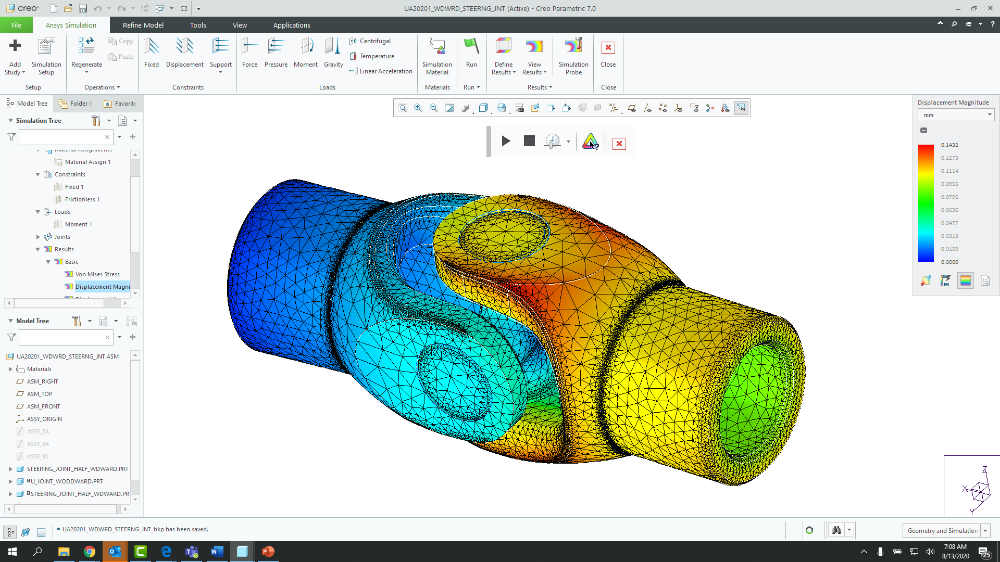 creo
UA20201_WDWRD_STEERNG_JNT (Active) - Creo Parametric 7.0
File
Ansys Simulation
Refine Model
Tools
View
Applications
Add Study
Simulation Setup
Regenerate
Copy
Paste
Fixed
Displacement
Support
Force
Pressure
Moment
Gravity
Centrifugal
Temperature
Linear Acceleration
Simulation Material
Run
Define Results
View Results
Simulation Probe
Close
Setup
Operations
Constraints
Loads
Materials
Run
Results
Close
Model Tree
Folder B
Favorite
Simulation Tree
Material Assignments
Material Assign 1
Constraints
Fixed 1
Frictionless 1
Loads
Moment 1
Joints
Results
Basic
Von Mises Stress
Displacement Magni
Model Tree
UA20201_WDWRD_STEERNG_JNT.ASM
Materials
ASM_RIGHT
ASM_TOP
ASM_FRONT
ASSY_ORIGIN
ASSY_ZA
ASSY_XA
ASSY_YA
STEERING_JOINT_HALF_WDWARD.PRT
U_JOINT_WODDWARD.PRT
STEERING_JOINT_HALF_WDWARD.PR
Displacement Magnitude
mm
0.1432
0.1273
0.1114
0.0955
0.0795
0.0636
0.0477
0.0318
0.0159
0.0000
Z
X
Y
UA20201_WDWRD_STEERNG_JNT_bkp has been saved.
Geometry and Simulation
7:08 AM
8/13/2020
25